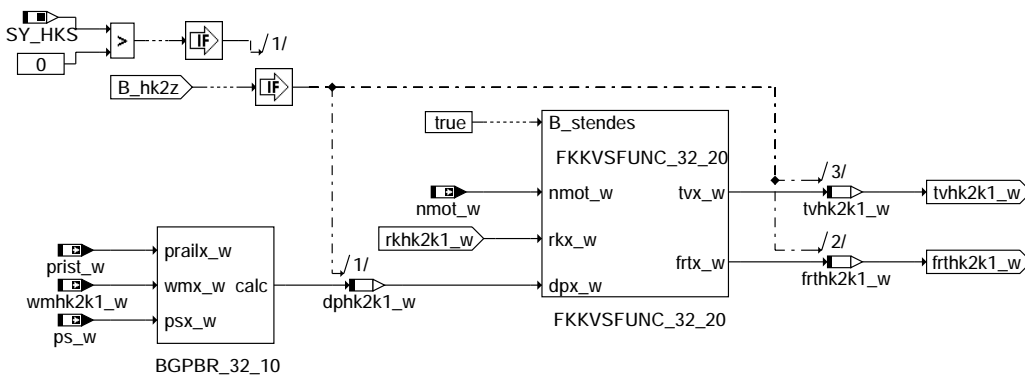 SY_HKS
>
IF
/1/
0
B_hk2z
IF
true
B_stendes
FKKVSFUNC_32_20
nmot_w
nmot_w
tvx_w
/3/
tvhk2k1_w
tvhk2k1_w
rkhk2k1_w
rkx_w
prist_w
prailx_w
wmhk2k1_w
wmx_w
calc
/1/
dphk2k1_w
dpx_w
frtx_w
/2/
frthk2k1_w
frthk2k1_w
ps_w
psx_w
FKKVSFUNC_32_20
BGPBR_32_10